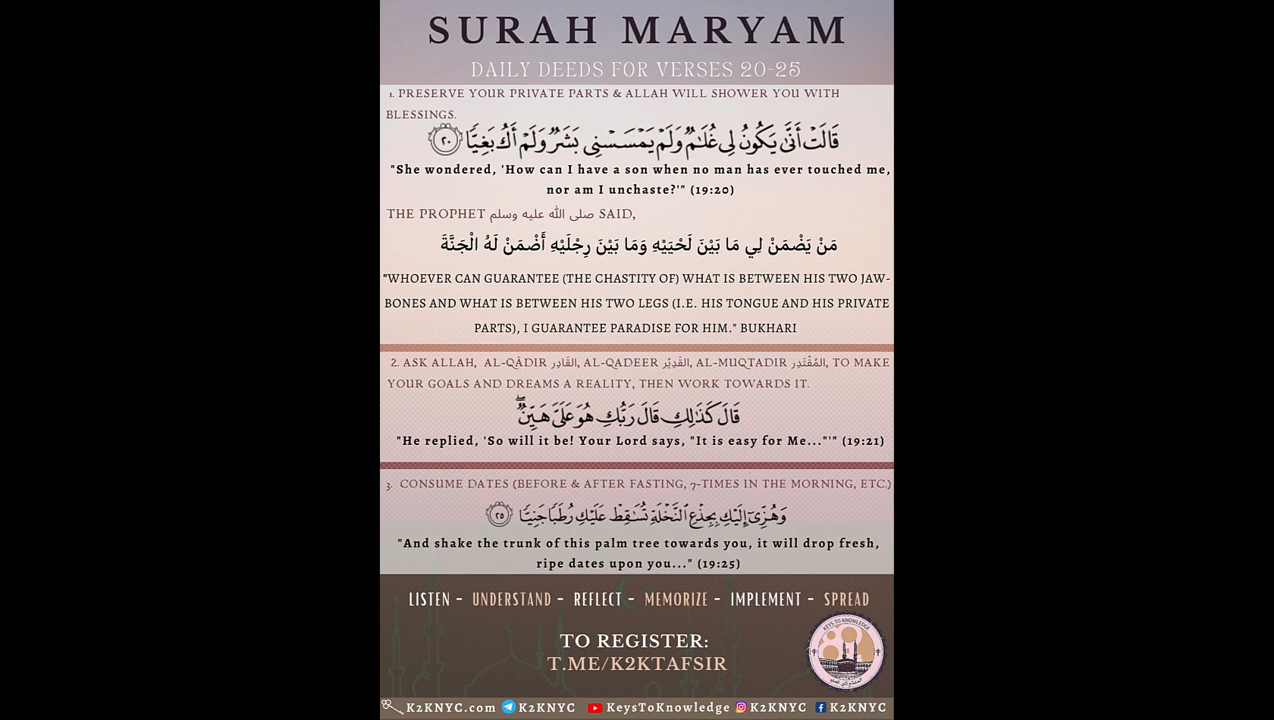 SURAH MARYAM
DAILY DEEDS FOR VERSES 20-25
1. PRESERVE YOUR PRIVATE PARTS & ALLAH WILL SHOWER YOU WITH
BLESSINGS.
قَالَتْ أَنَّىٰ يَكُونُ لِى غُلَـٰمٌ وَلَمْ يَمْسَسْنِى بَشَرٌ وَلَمْ أَكُ بَغِيًّا ٢٠
"She wondered, 'How can I have a son when no man has ever touched me,
nor am I unchaste?'" (19:20)
THE PROPHET صلى الله عليه وسلم SAID,
مَنْ يَضْمَنْ لِي مَا بَيْنَ لَحْيَيْهِ وَمَا بَيْنَ رِجْلَيْهِ أَضْمَنْ لَهُ الْجَنَّةَ
"WHOEVER CAN GUARANTEE (THE CHASTITY OF) WHAT IS BETWEEN HIS TWO JAW-
BONES AND WHAT IS BETWEEN HIS TWO LEGS (I.E. HIS TONGUE AND HIS PRIVATE
PARTS), I GUARANTEE PARADISE FOR HIM." BUKHARI
2. ASK ALLAH, AL-QĀDIR القَادِر, AL-QADEER القَدِيْر, AL-MUQTADIR المُقْتَدِر, TO MAKE
YOUR GOALS AND DREAMS A REALITY, THEN WORK TOWARDS IT.
قَالَ كَذَٰلِكِ قَالَ رَبُّكِ هُوَ عَلَىَّ هَيِّنٌ ۖ
"He replied, 'So will it be! Your Lord says, "It is easy for Me..."'" (19:21)
3. CONSUME DATES (BEFORE & AFTER FASTING, 7-TIMES IN THE MORNING, ETC.)
وَهُزِّىٓ إِلَيْكِ بِجِذْعِ ٱلنَّخْلَةِ تُسَـٰقِطْ عَلَيْكِ رُطَبًا جَنِيًّا ٢٥
"And shake the trunk of this palm tree towards you, it will drop fresh,
ripe dates upon you..." (19:25)
LISTEN - UNDERSTAND - REFLECT - MEMORIZE - IMPLEMENT - SPREAD
TO REGISTER:
T.ME/K2KTAFSIR
KEYS TO KNOWLEDGE
K2KNYC.com K2KNYC KeysToKnowledge K2KNYC K2KNYC